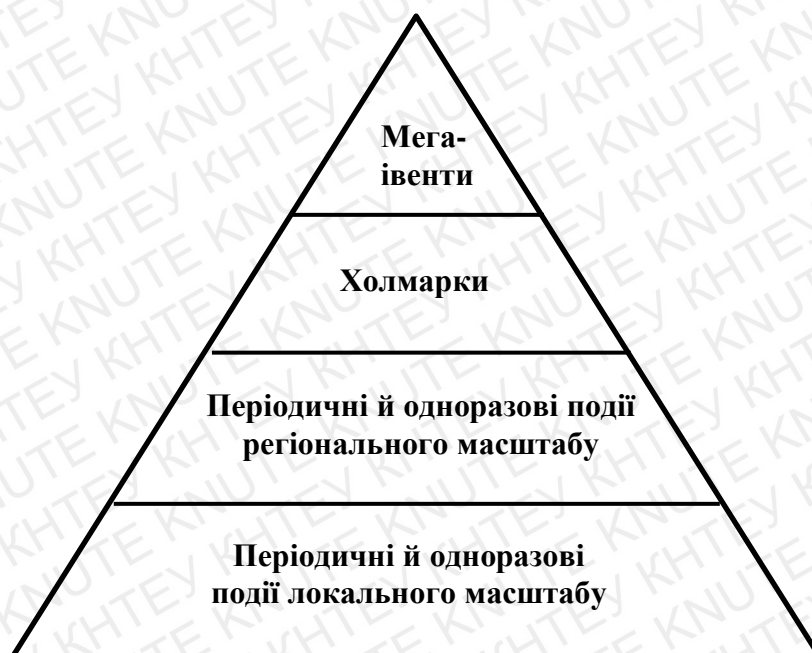 Мега-
івенти
Холмарки
Періодичні й одноразові події
регіонального масштабу
Періодичні й одноразові
події локального масштабу